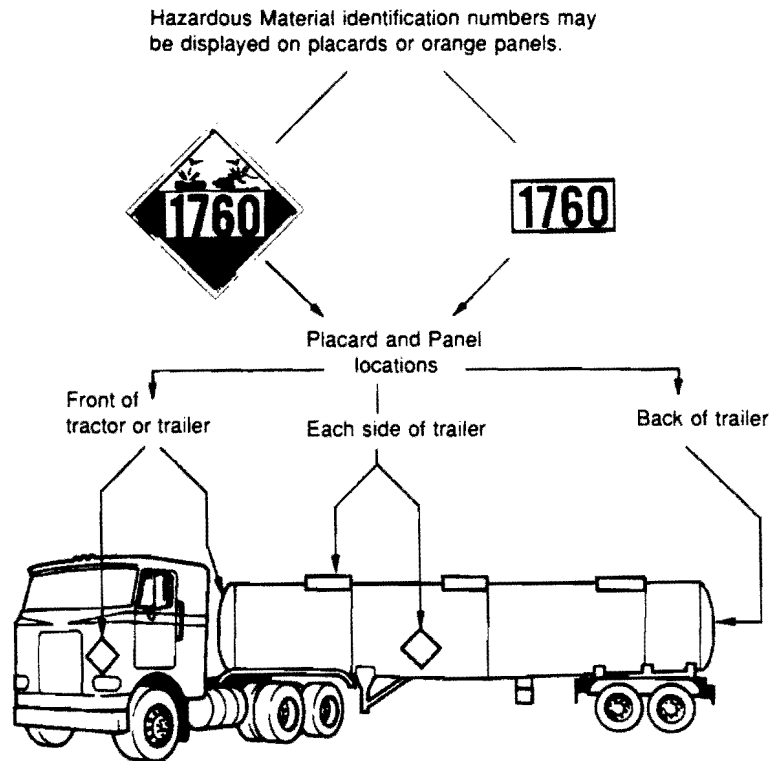 Hazardous Material identification numbers may
be displayed on placards or orange panels.
1760
1760
Placard and Panel
locations
Front of
tractor or trailer
Each side of trailer
Back of trailer